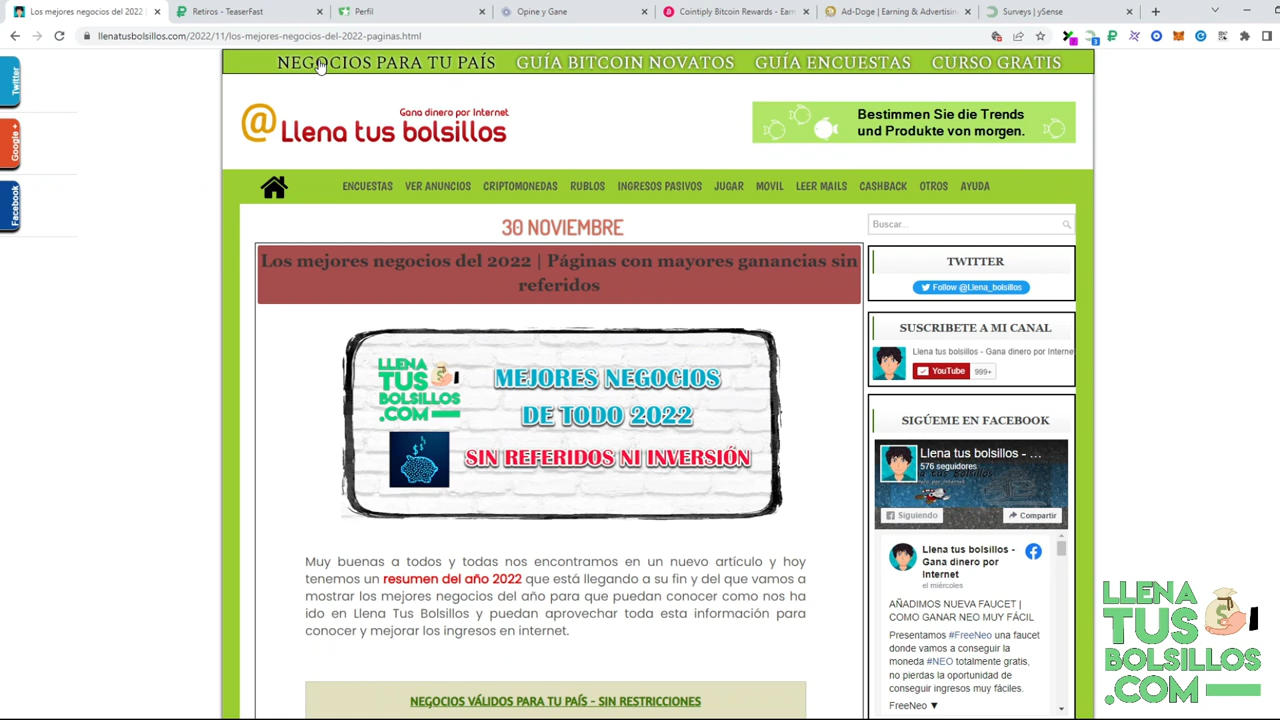 Los mejores negocios del 2022 |
Retiros - TeaserFast
Perfil
Opine y Gane
Cointiply Bitcoin Rewards - Earn
Ad-Doge | Earning & Advertisin
Surveys | ySense
llenatusbolsillos.com/2022/11/los-mejores-negocios-del-2022-paginas.html
NEGOCIOS PARA TU PAÍS
GUÍA BITCOIN NOVATOS
GUÍA ENCUESTAS
CURSO GRATIS
Twitter
Google +
Facebook
@
Gana dinero por Internet
Llena tus bolsillos
Bestimmen Sie die Trends
und Produkte von morgen.
ENCUESTAS
VER ANUNCIOS
CRIPTOMONEDAS
RUBLOS
INGRESOS PASIVOS
JUGAR
MOVIL
LEER MAILS
CASHBACK
OTROS
AYUDA
30 NOVIEMBRE
Los mejores negocios del 2022 | Páginas con mayores ganancias sin
referidos
LLENA
TUS
BOLSILLOS
.COM
MEJORES NEGOCIOS
DE TODO 2022
SIN REFERIDOS NI INVERSIÓN
Muy buenas a todos y todas nos encontramos en un nuevo artículo y hoy
tenemos un resumen del año 2022 que está llegando a su fin y del que vamos a
mostrar los mejores negocios del año para que puedan conocer como nos ha
ido en Llena Tus Bolsillos y puedan aprovechar toda esta información para
conocer y mejorar los ingresos en internet.
NEGOCIOS VÁLIDOS PARA TU PAÍS - SIN RESTRICCIONES
Buscar...
TWITTER
Follow @Llena_bolsillos
SUSCRIBETE A MI CANAL
Llena tus bolsillos - Gana dinero por Interne
YouTube
999+
SIGÚEME EN FACEBOOK
Llena tus bolsillos - ...
576 seguidores
Siguiendo
Compartir
Llena tus bolsillos -
Gana dinero por
Internet
el miércoles
AÑADIMOS NUEVA FAUCET |
COMO GANAR NEO MUY FÁCIL
Presentamos #FreeNeo una faucet
donde vamos a conseguir la
moneda #NEO totalmente gratis,
no pierdas la oportunidad de
conseguir ingresos muy fáciles.
FreeNeo ▼
LLENA
TUS
BOLSILLOS
.COM